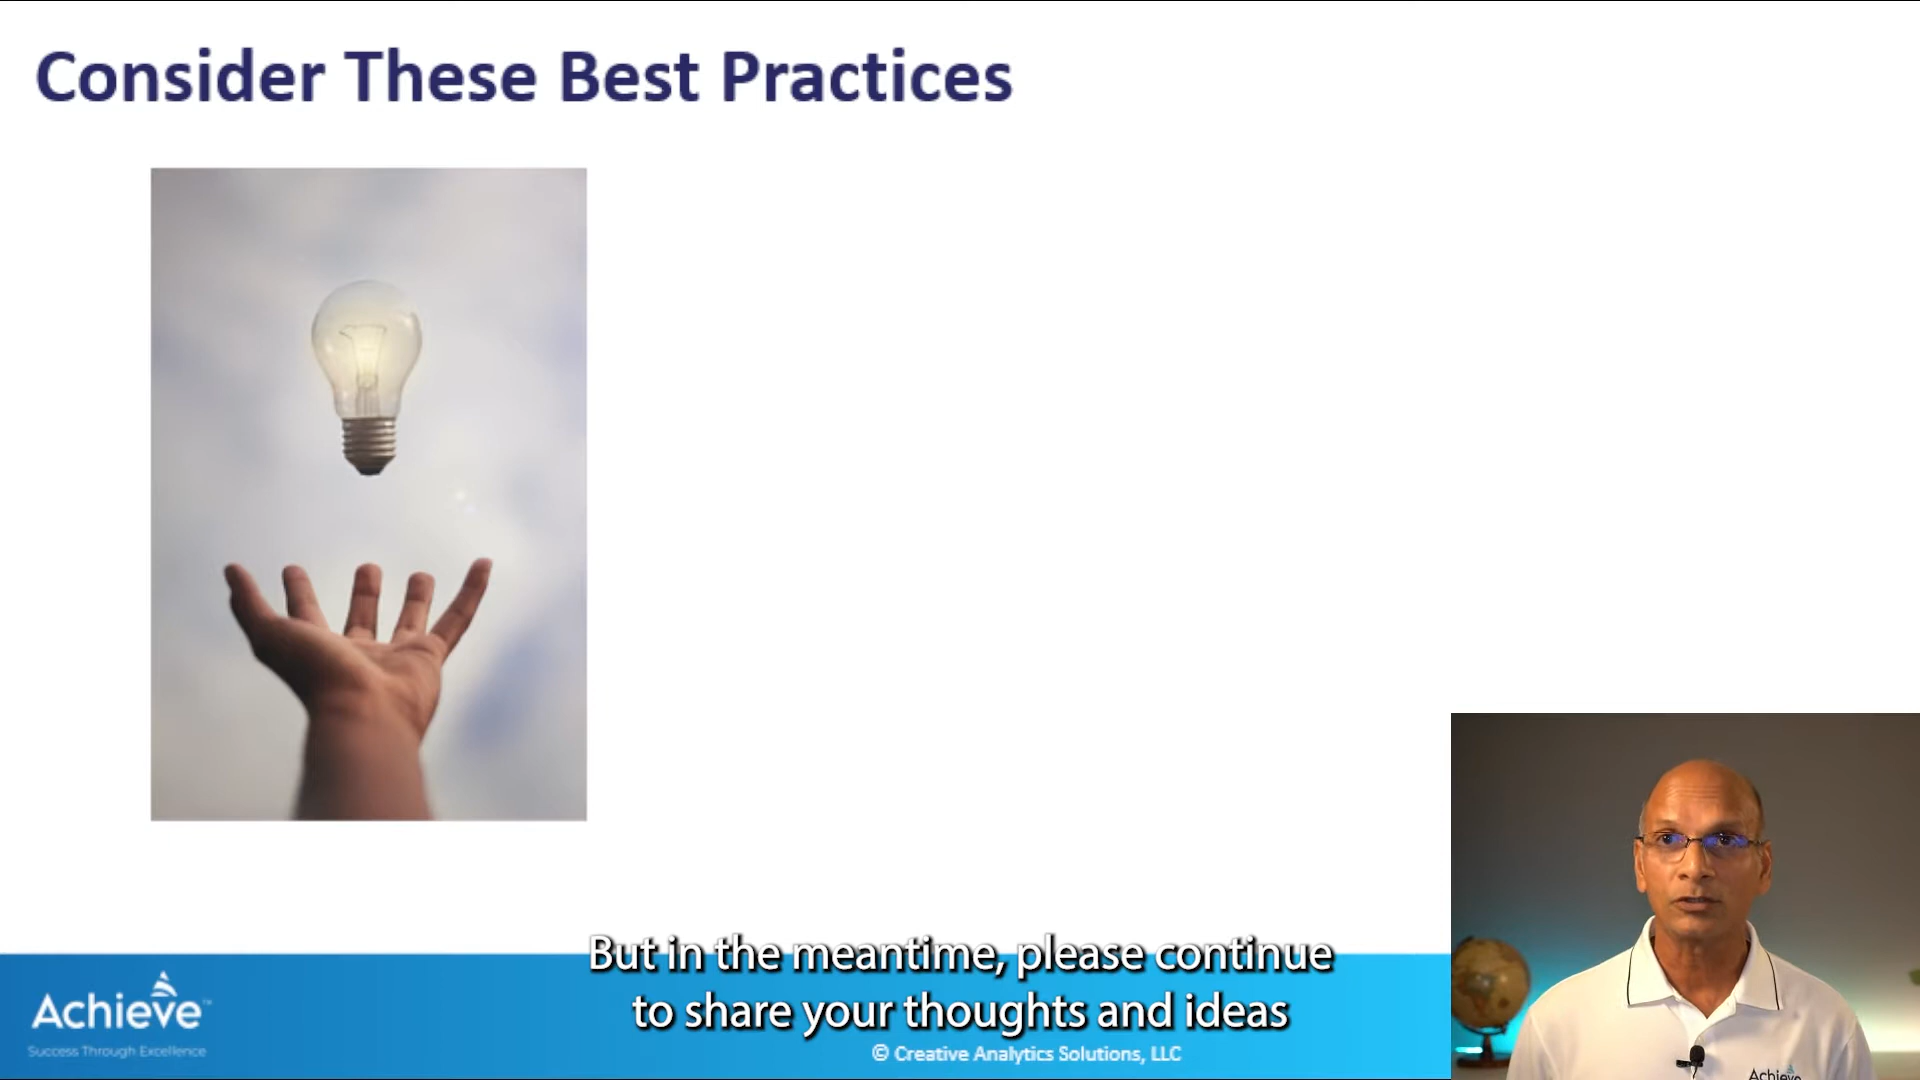 Consider These Best Practices
But in the meantime, please continue
to share your thoughts and ideas
Achieve™
Success Through Excellence
© Creative Analytics Solutions, LLC
Achieve